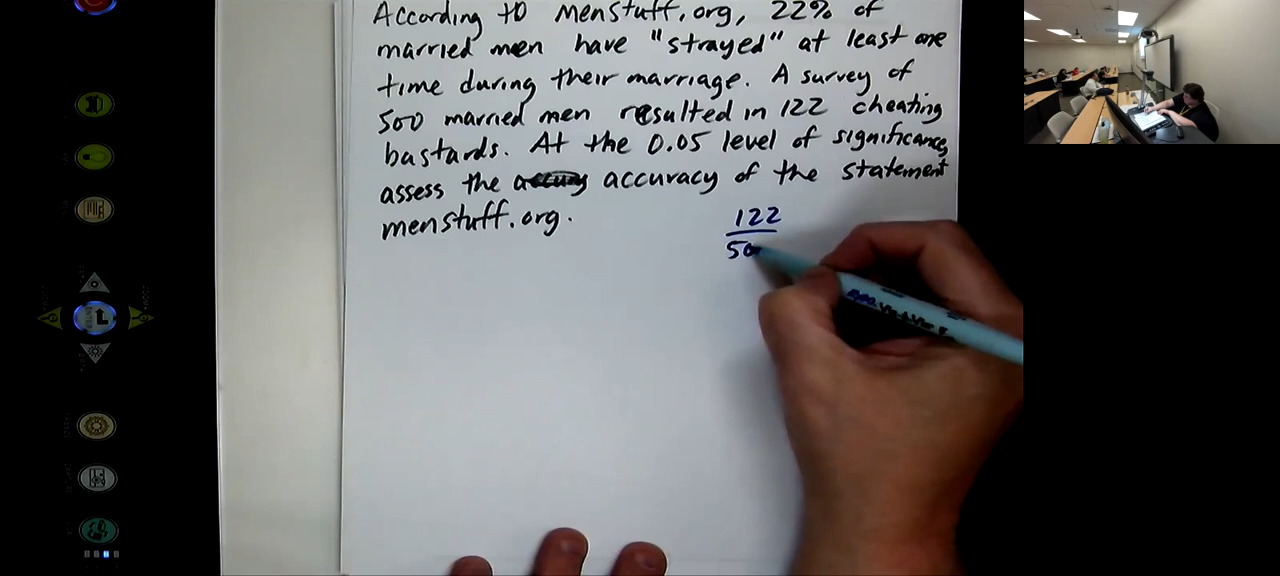 According to menstuff.org, 22% of
married men have "strayed" at least one
time during their marriage. A survey of
500 married men resulted in 122 cheating
bastards. At the 0.05 level of significance,
assess the accuracy of the statement
menstuff.org.
122
50